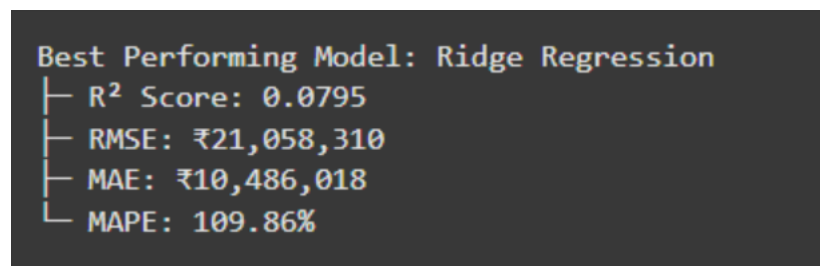 Best Performing Model: Ridge Regression
├─ R² Score: 0.0795
├─ RMSE: ₹21,058,310
├─ MAE: ₹10,486,018
└─ MAPE: 109.86%